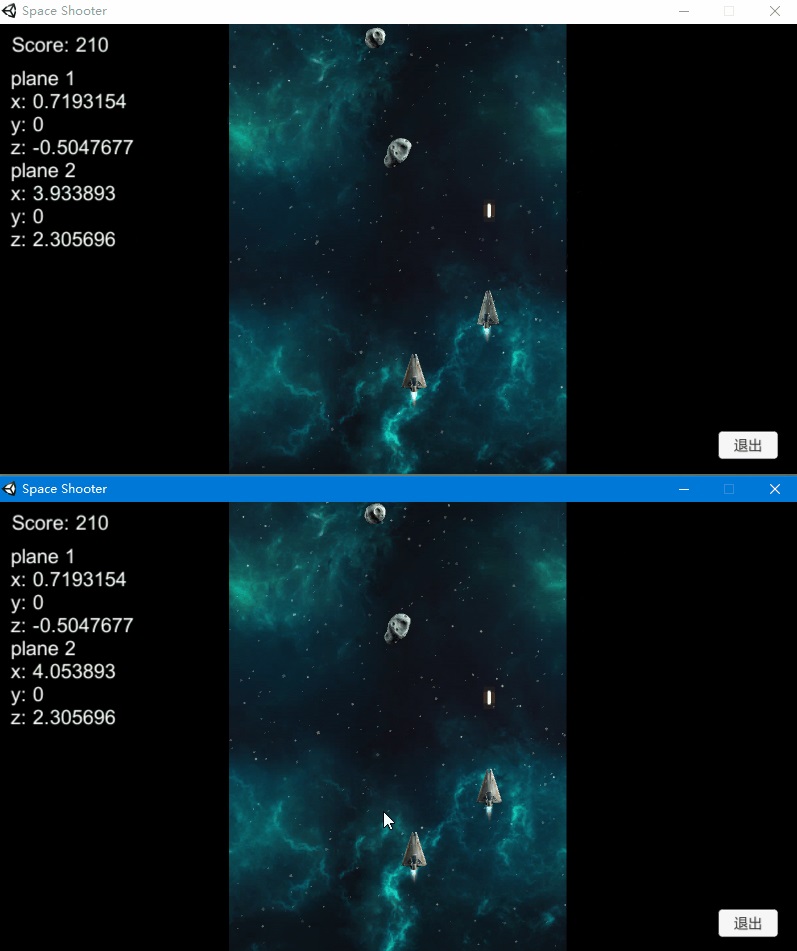 Space Shooter
Score: 210
plane 1
x: 0.7193154
y: 0
z: -0.5047677
plane 2
x: 3.933893
y: 0
z: 2.305696
退出
Space Shooter
Score: 210
plane 1
x: 0.7193154
y: 0
z: -0.5047677
plane 2
x: 4.053893
y: 0
z: 2.305696
退出